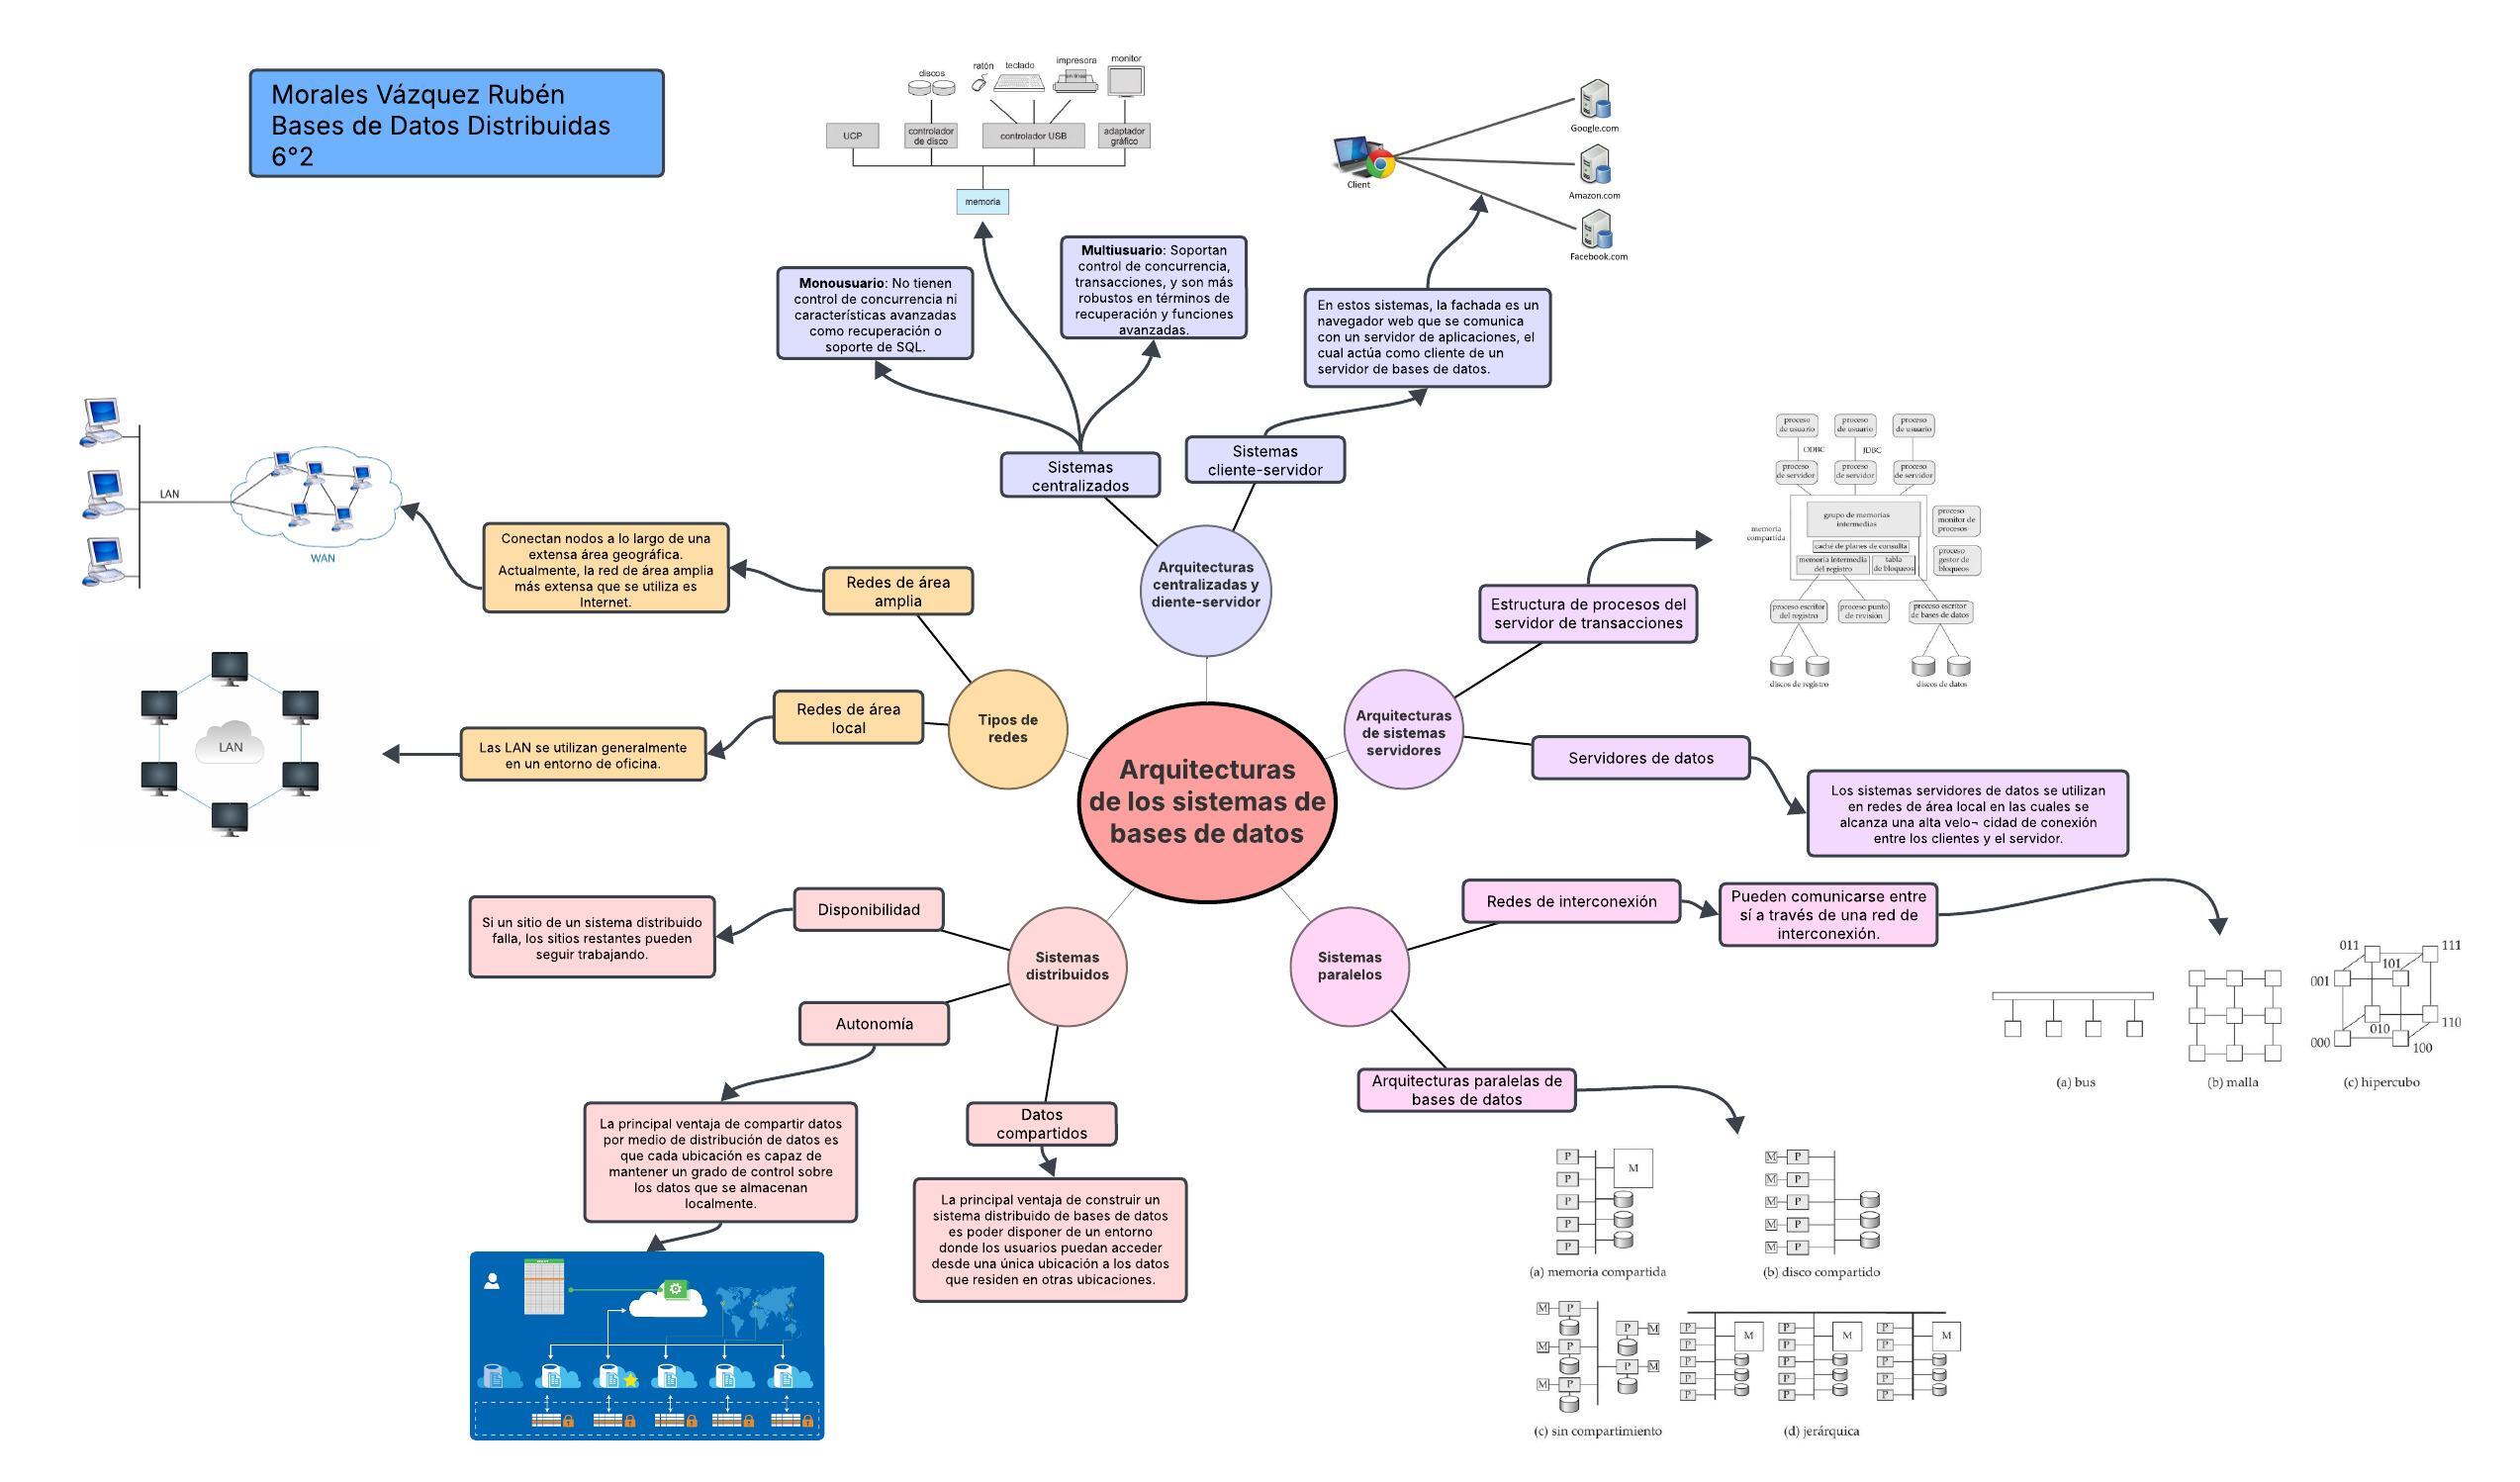 Morales Vázquez Rubén
Bases de Datos Distribuidas
6°2
discos
ratón
teclado
impresora
monitor
UCP
controlador
de disco
controlador USB
adaptador
gráfico
memoria
Client
Google.com
Amazon.com
Facebook.com
Monousuario: No tienen
control de concurrencia ni
características avanzadas
como recuperación o
soporte de SQL.
Multiusuario: Soportan
control de concurrencia,
transacciones, y son más
robustos en términos de
recuperación y funciones
avanzadas.
En estos sistemas, la fachada es un
navegador web que se comunica
con un servidor de aplicaciones, el
cual actúa como cliente de un
servidor de bases de datos.
Sistemas
centralizados
Sistemas
cliente-servidor
Arquitecturas
centralizadas y
diente-servidor
LAN
WAN
Conectan nodos a lo largo de una
extensa área geográfica.
Actualmente, la red de área amplia
más extensa que se utiliza es
Internet.
Redes de área
amplia
LAN
Las LAN se utilizan generalmente
en un entorno de oficina.
Redes de área
local
Tipos de
redes
Arquitecturas
de los sistemas de
bases de datos
Arquitecturas
de sistemas
servidores
Estructura de procesos del
servidor de transacciones
proceso
de usuario
proceso
de usuario
proceso
de usuario
ODBC
JDBC
proceso
de servidor
proceso
de servidor
proceso
de servidor
memoria
compartida
grupo de memorias
intermedias
caché de planes de consulta
memoria intermedia
del registro
tabla
de bloqueos
proceso
monitor de
procesos
proceso
gestor de
bloqueos
proceso escritor
del registro
proceso punto
de revisión
proceso escritor
de bases de datos
discos de registro
discos de datos
Servidores de datos
Los sistemas servidores de datos se utilizan
en redes de área local en las cuales se
alcanza una alta velo¬ cidad de conexión
entre los clientes y el servidor.
Si un sitio de un sistema distribuido
falla, los sitios restantes pueden
seguir trabajando.
Disponibilidad
Sistemas
distribuidos
Autonomía
La principal ventaja de compartir datos
por medio de distribución de datos es
que cada ubicación es capaz de
mantener un grado de control sobre
los datos que se almacenan
localmente.
Datos
compartidos
La principal ventaja de construir un
sistema distribuido de bases de datos
es poder disponer de un entorno
donde los usuarios puedan acceder
desde una única ubicación a los datos
que residen en otras ubicaciones.
Sistemas
paralelos
Redes de interconexión
Pueden comunicarse entre
sí a través de una red de
interconexión.
011
111
101
001
010
110
000
100
(a) bus
(b) malla
(c) hipercubo
Arquitecturas paralelas de
bases de datos
P
M
P
P
P
P
(a) memoria compartida
M P
M P
M P
M P
M P
(b) disco compartido
M P
P M
M P
P M
M P
(c) sin compartimiento
P M P M P M
P P P
P P P
P P P
P P P
(d) jerárquica